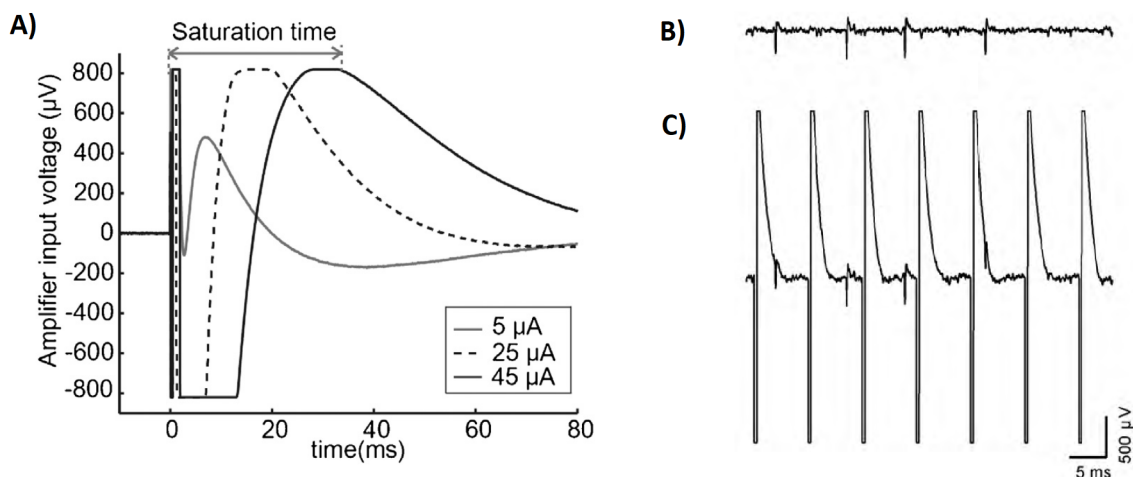 A)
Saturation time
800
600
400
200
0
-200
-400
-600
-800
Amplifier input voltage (µV)
5 µA
25 µA
45 µA
0
20
40
60
80
time(ms)
B)
C)
500 µV
5 ms